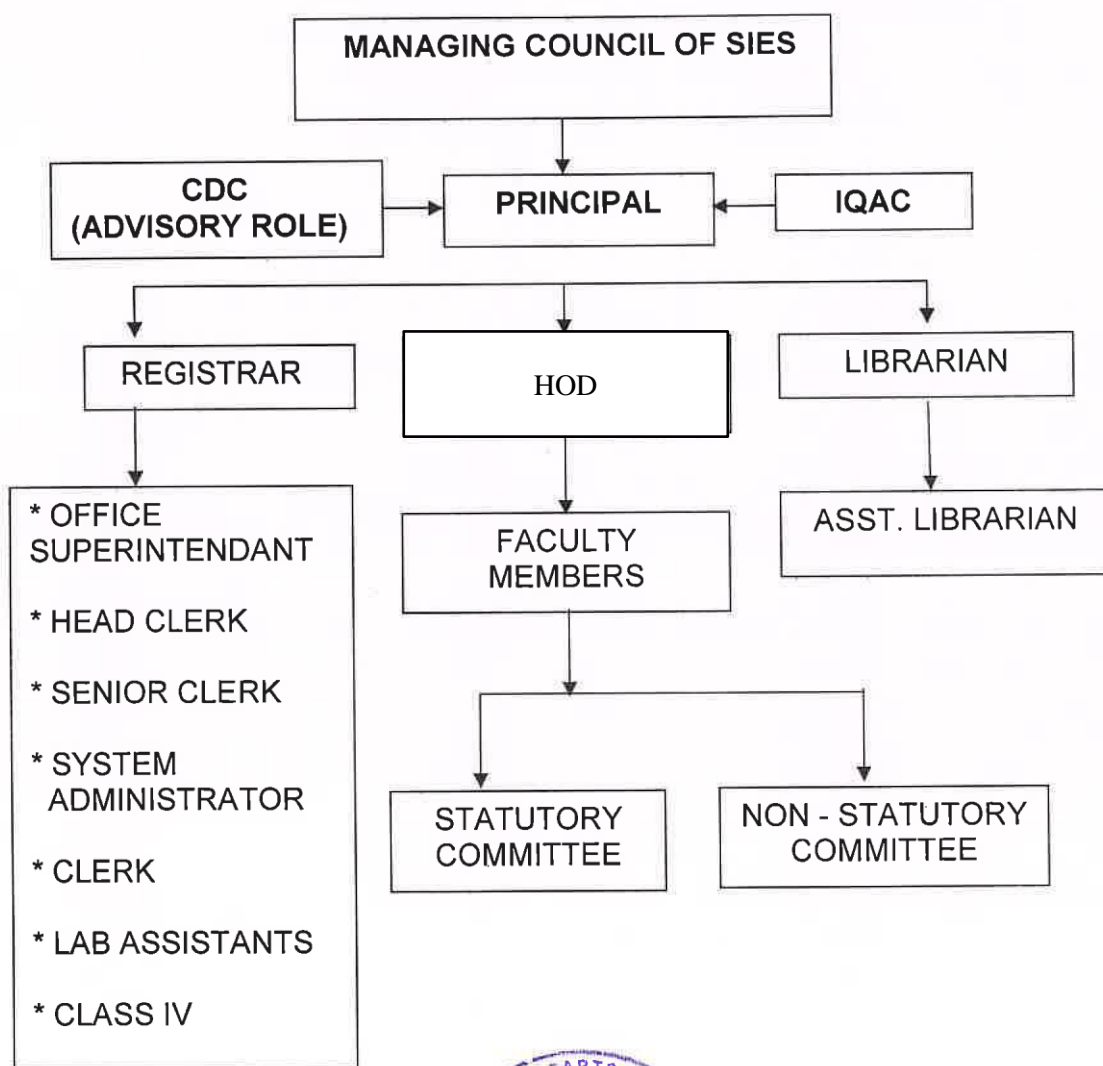 MANAGING COUNCIL OF SIES
CDC
(ADVISORY ROLE)
PRINCIPAL
IQAC
REGISTRAR
HOD
LIBRARIAN
* OFFICE
SUPERINTENDANT
* HEAD CLERK
* SENIOR CLERK
* SYSTEM
ADMINISTRATOR
* CLERK
* LAB ASSISTANTS
* CLASS IV
FACULTY
MEMBERS
ASST. LIBRARIAN
STATUTORY
COMMITTEE
NON - STATUTORY
COMMITTEE